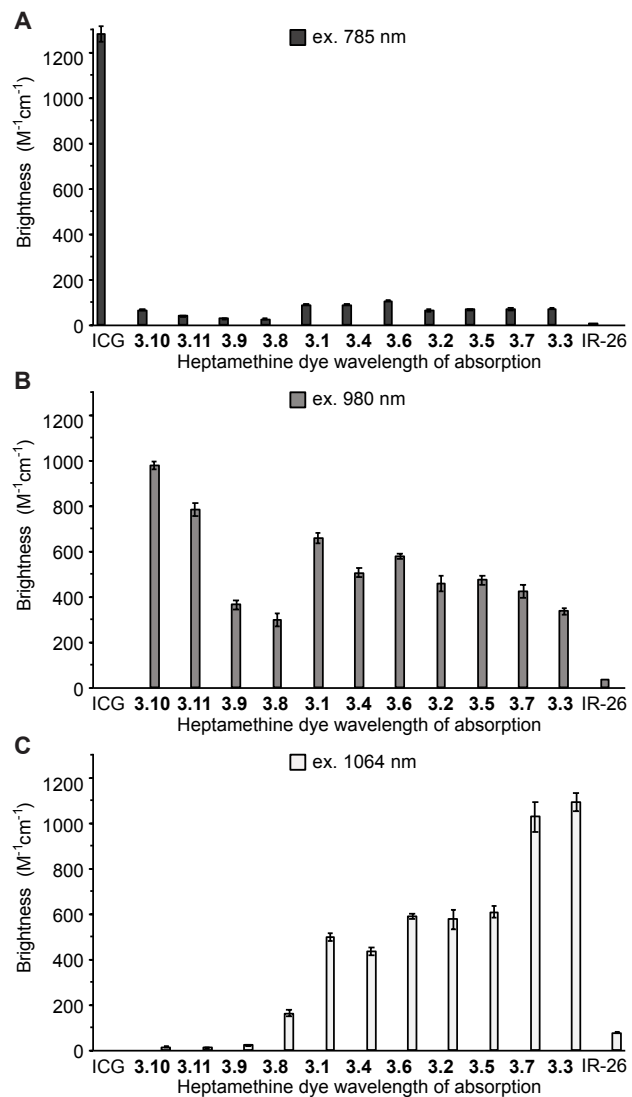 A
ex. 785 nm
Brightness (M⁻¹cm⁻¹)
1200
1000
800
600
400
200
0
ICG 3.10 3.11 3.9 3.8 3.1 3.4 3.6 3.2 3.5 3.7 3.3 IR-26
Heptamethine dye wavelength of absorption
B
ex. 980 nm
Brightness (M⁻¹cm⁻¹)
1200
1000
800
600
400
200
0
ICG 3.10 3.11 3.9 3.8 3.1 3.4 3.6 3.2 3.5 3.7 3.3 IR-26
Heptamethine dye wavelength of absorption
C
ex. 1064 nm
Brightness (M⁻¹cm⁻¹)
1200
1000
800
600
400
200
0
ICG 3.10 3.11 3.9 3.8 3.1 3.4 3.6 3.2 3.5 3.7 3.3 IR-26
Heptamethine dye wavelength of absorption